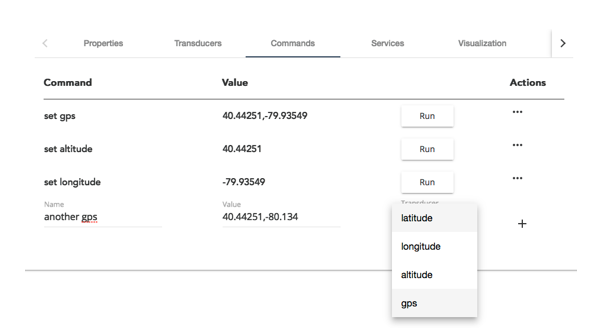 Properties Transducers Commands Services Visualization
Command Value Actions
set gps 40.44251,-79.93549 Run
set altitude 40.44251 Run
set longitude -79.93549 Run
Name Value Transducer
another gps 40.44251,-80.134
latitude
longitude
altitude
gps